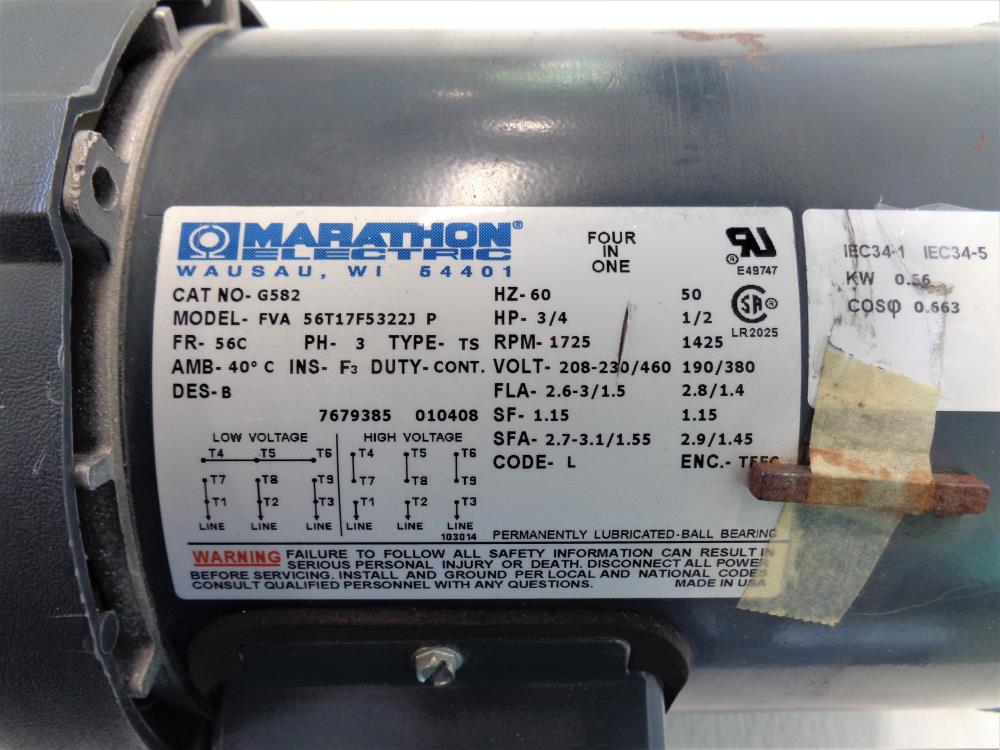 MARATHON®
ELECTRIC
WAUSAU, WI 54401
FOUR
IN
ONE
E49747
LR2025
CAT NO- G582
MODEL- FVA 56T17F5322J P
FR- 56C PH- 3 TYPE- TS
AMB- 40° C INS- F3 DUTY- CONT.
DES- B
7679385 010408
HZ- 60 50
HP- 3/4 1/2
RPM- 1725 1425
VOLT- 208-230/460 190/380
FLA- 2.6-3/1.5 2.8/1.4
SF- 1.15 1.15
SFA- 2.7-3.1/1.55 2.9/1.45
CODE- L ENC.- TEFC
LOW VOLTAGE HIGH VOLTAGE
T4 T5 T6 T4 T5 T6
T7 T8 T9 T7 T8 T9
T1 T2 T3 T1 T2 T3
LINE LINE LINE LINE LINE LINE
103014
PERMANENTLY LUBRICATED-BALL BEARING
WARNING FAILURE TO FOLLOW ALL SAFETY INFORMATION CAN RESULT IN
SERIOUS PERSONAL INJURY OR DEATH. DISCONNECT ALL POWER
BEFORE SERVICING. INSTALL AND GROUND PER LOCAL AND NATIONAL CODES
CONSULT QUALIFIED PERSONNEL WITH ANY QUESTIONS. MADE IN USA
IEC34-1 IEC34-5
KW 0.56
COSφ 0.663